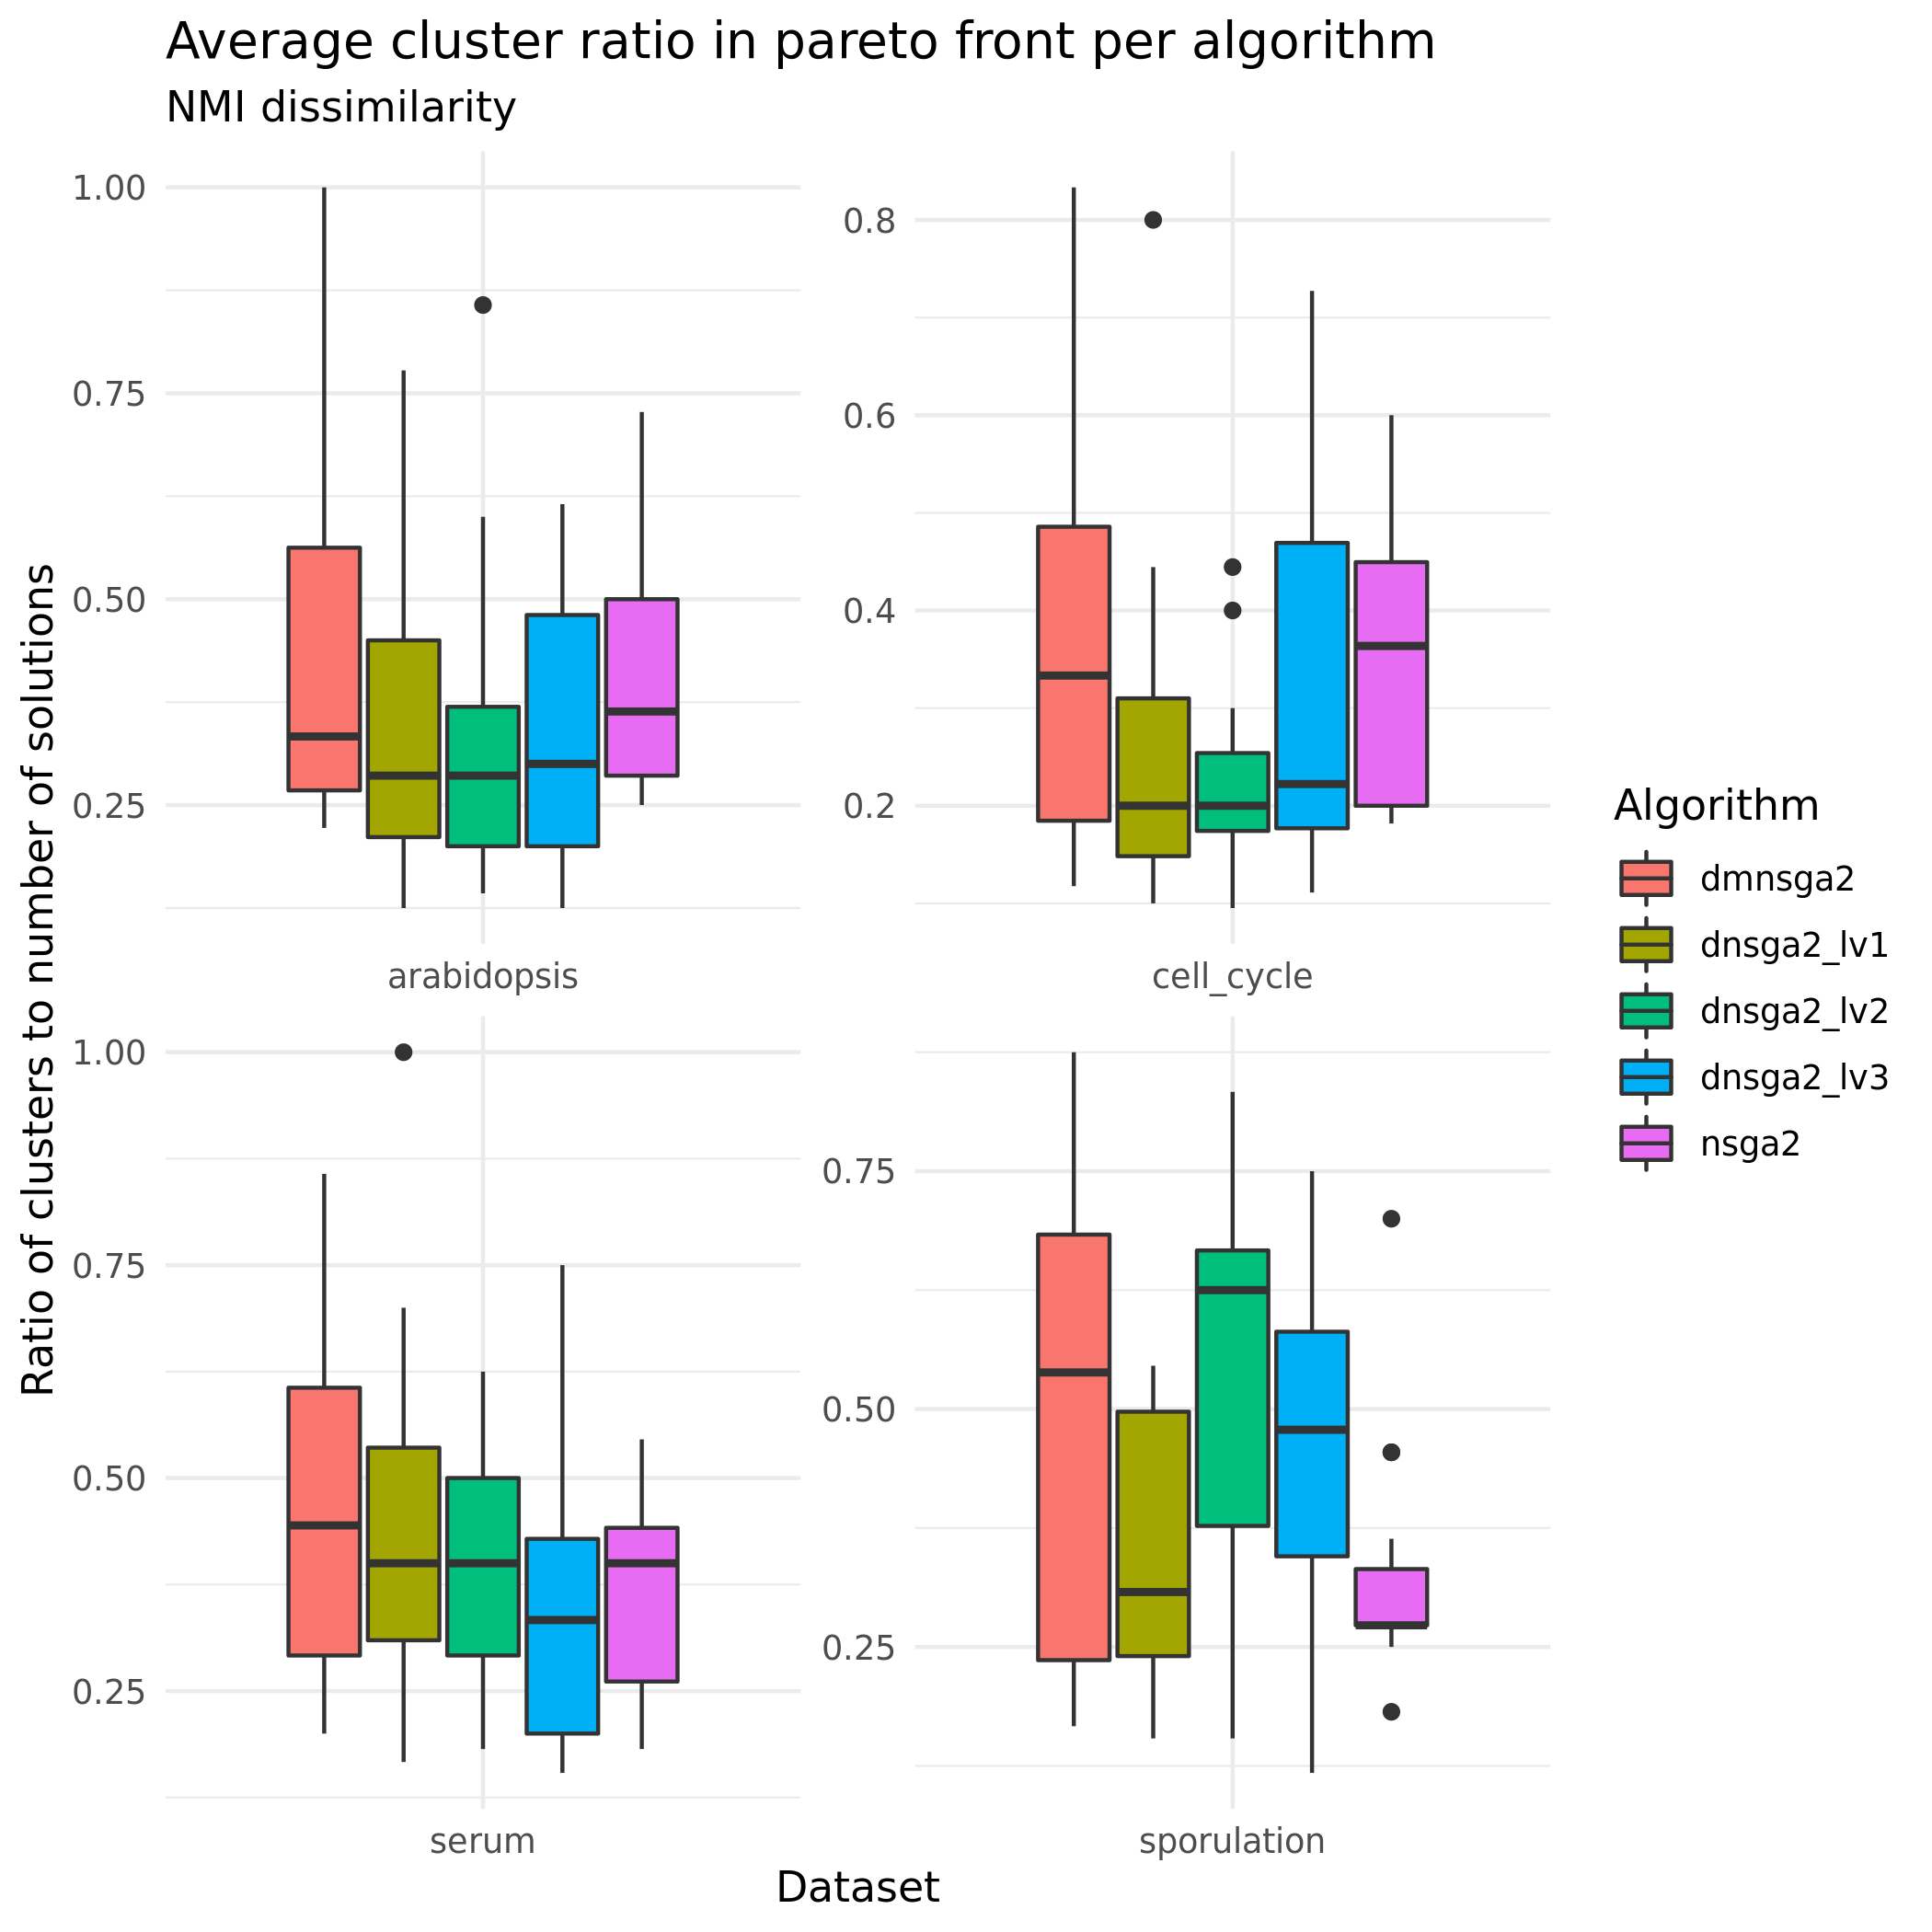 Average cluster ratio in pareto front per algorithm
NMI dissimilarity
Ratio of clusters to number of solutions
1.00
0.75
0.50
0.25
arabidopsis
0.8
0.6
0.4
0.2
cell_cycle
1.00
0.75
0.50
0.25
serum
0.75
0.50
0.25
sporulation
Dataset
Algorithm
dmnsga2
dnsga2_lv1
dnsga2_lv2
dnsga2_lv3
nsga2